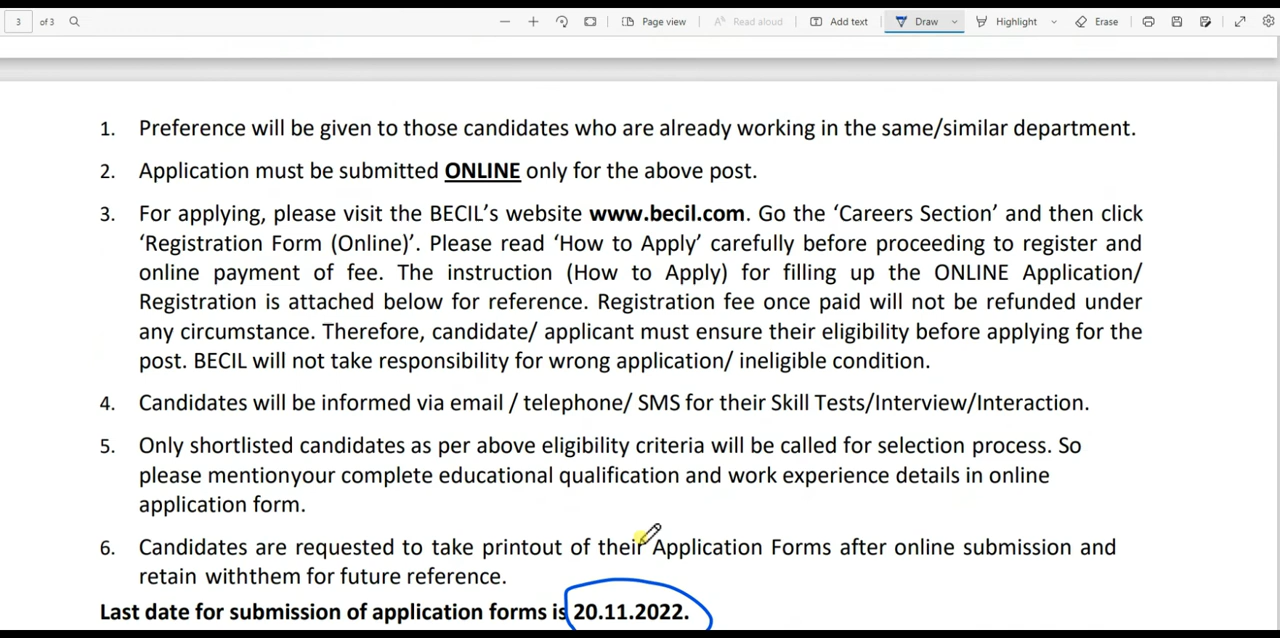 3 of 3 Page view Read aloud Add text Draw Highlight Erase
1. Preference will be given to those candidates who are already working in the same/similar department.
2. Application must be submitted ONLINE only for the above post.
3. For applying, please visit the BECIL's website www.becil.com. Go the 'Careers Section' and then click
'Registration Form (Online)'. Please read 'How to Apply' carefully before proceeding to register and
online payment of fee. The instruction (How to Apply) for filling up the ONLINE Application/
Registration is attached below for reference. Registration fee once paid will not be refunded under
any circumstance. Therefore, candidate/ applicant must ensure their eligibility before applying for the
post. BECIL will not take responsibility for wrong application/ ineligible condition.
4. Candidates will be informed via email / telephone/ SMS for their Skill Tests/Interview/Interaction.
5. Only shortlisted candidates as per above eligibility criteria will be called for selection process. So
please mentionyour complete educational qualification and work experience details in online
application form.
6. Candidates are requested to take printout of their Application Forms after online submission and
retain withthem for future reference.
Last date for submission of application forms is 20.11.2022.